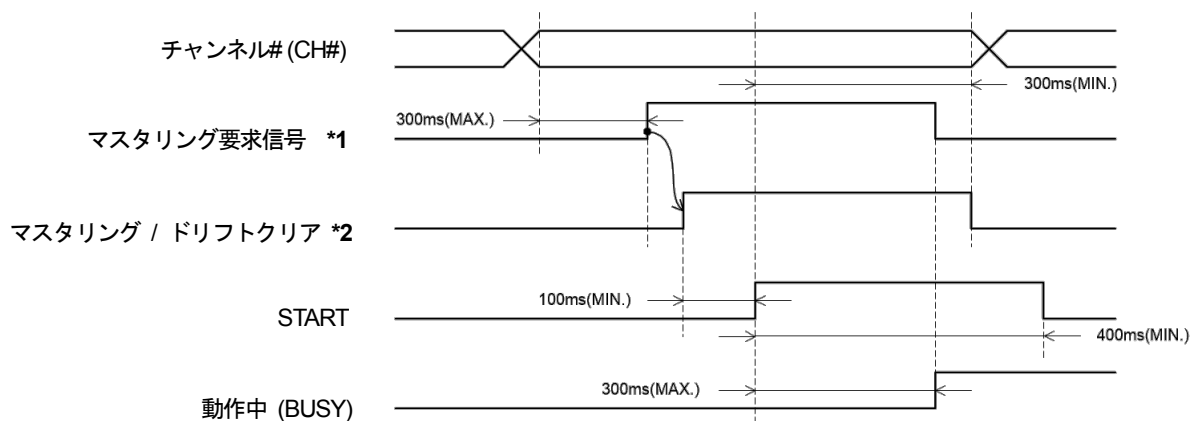 チャンネル# (CH#)
300ms(MIN.)
300ms(MAX.)
マスタリング要求信号 *1
マスタリング / ドリフトクリア *2
100ms(MIN.)
START
400ms(MIN.)
300ms(MAX.)
動作中 (BUSY)